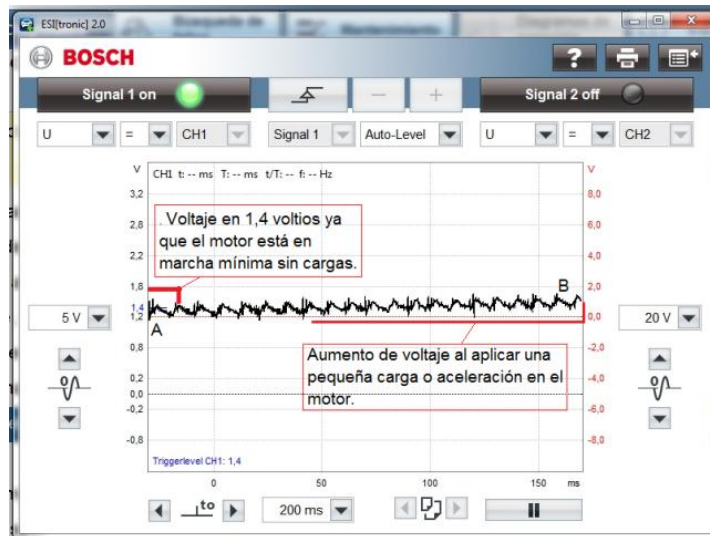 ESI[tronic] 2.0
BOSCH
?
Signal 1 on
Signal 2 off
U = CH1
Signal 1
Auto-Level
U = CH2
V
CH1 t: -- ms T: -- ms t/T: -- f: -- Hz
V
3,2
8,0
. Voltaje en 1,4 voltios ya
que el motor está en
marcha mínima sin cargas.
2,8
6,0
2,2
4,0
1,8
2,0
B
1,4
1,2
0,0
A
5 V
20 V
0,8
-2,0
Aumento de voltaje al aplicar una
pequeña carga o aceleración en el
motor.
0,2
-4,0
0,0
-0,2
-6,0
-0,8
-8,0
Triggerlevel CH1: 1,4
0
50
100
150
ms
to
200 ms